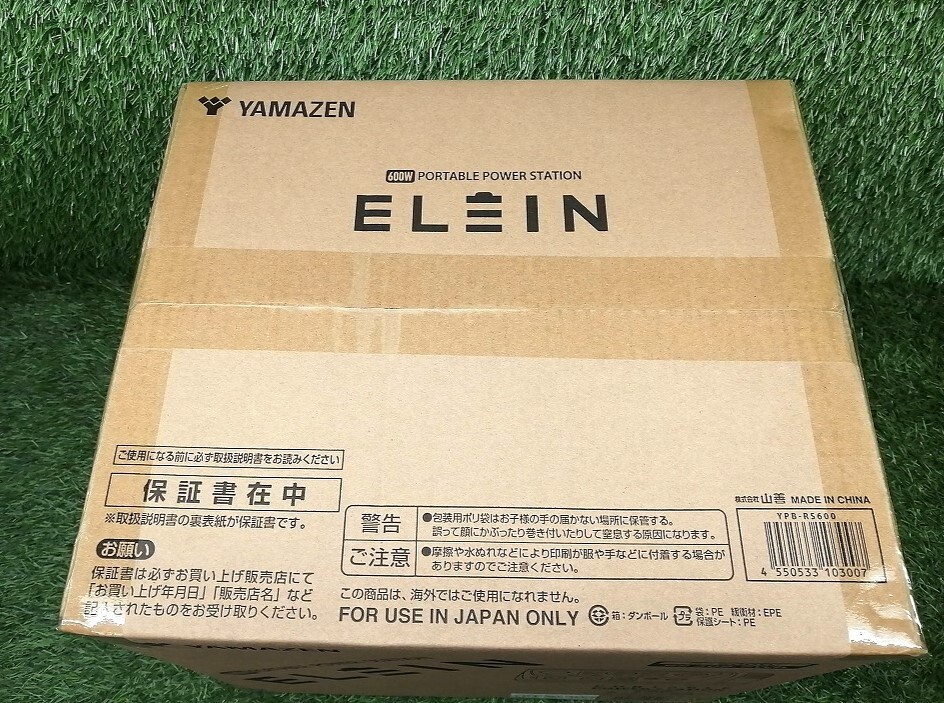 YAMAZEN
600W PORTABLE POWER STATION
ELEIN
ご使用になる前に必ず取扱説明書をお読みください
保証書在中
※取扱説明書の裏表紙が保証書です。
お願い
保証書は必ずお買い上げ販売店にて
「お買い上げ年月日」「販売店名」など
記入されたものをお受け取りください。
警告
●包装用ポリ袋はお子様の手の届かない場所に保管する。
誤って顔にかぶったり巻き付いたりして窒息する原因になります。
ご注意
●摩擦や水ぬれなどにより印刷が服や手などに付着する場合が
ありますのでご注意ください。
この商品は、海外ではご使用になれません。
FOR USE IN JAPAN ONLY
箱：ダンボール
プラ
袋：PE 緩衝材：EPE
保護シート：PE
株式会社 山善 MADE IN CHINA
YPB-RS600
4 550533 103007
YAMAZEN
ELEIN